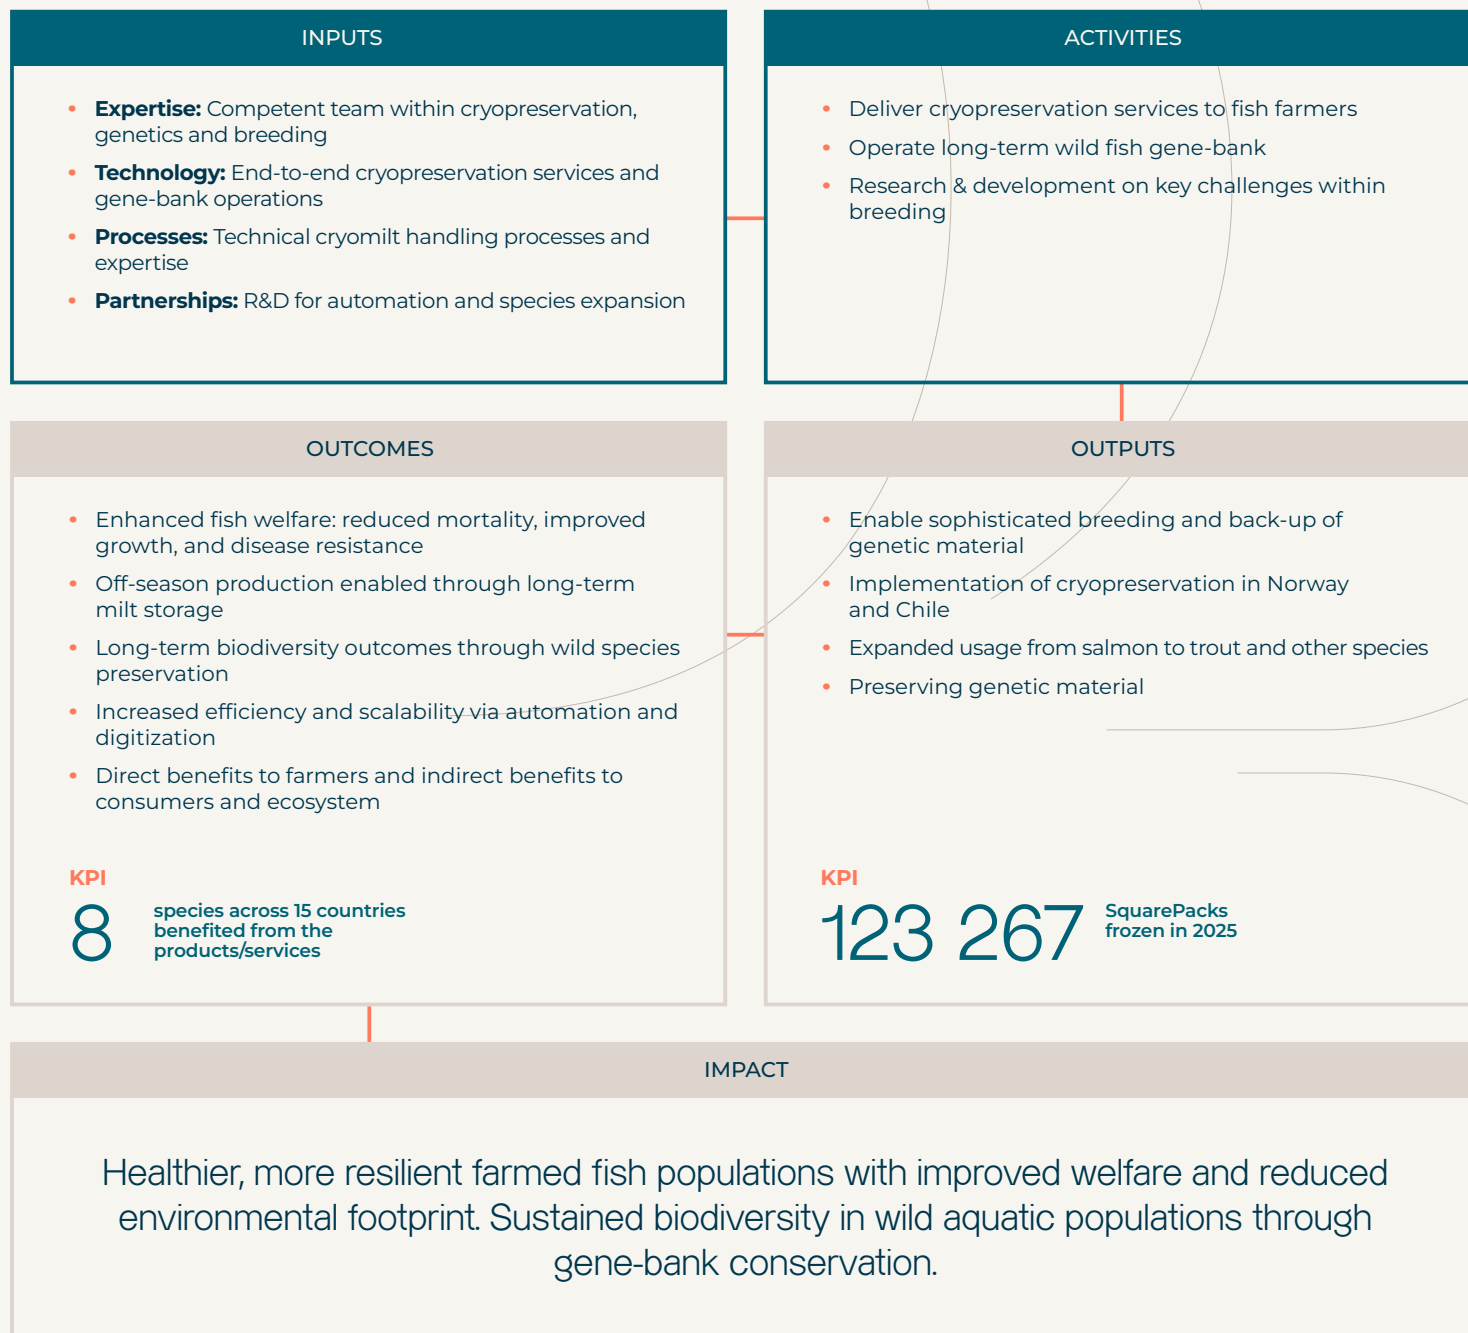 INPUTS
• Expertise: Competent team within cryopreservation,
genetics and breeding
• Technology: End-to-end cryopreservation services and
gene-bank operations
• Processes: Technical cryomilt handling processes and
expertise
• Partnerships: R&D for automation and species expansion
ACTIVITIES
• Deliver cryopreservation services to fish farmers
• Operate long-term wild fish gene-bank
• Research & development on key challenges within
breeding
OUTCOMES
• Enhanced fish welfare: reduced mortality, improved
growth, and disease resistance
• Off-season production enabled through long-term
milt storage
• Long-term biodiversity outcomes through wild species
preservation
• Increased efficiency and scalability via automation and
digitization
• Direct benefits to farmers and indirect benefits to
consumers and ecosystem
KPI
8
species across 15 countries
benefited from the
products/services
OUTPUTS
• Enable sophisticated breeding and back-up of
genetic material
• Implementation of cryopreservation in Norway
and Chile
• Expanded usage from salmon to trout and other species
• Preserving genetic material
KPI
123 267
SquarePacks
frozen in 2025
IMPACT
Healthier, more resilient farmed fish populations with improved welfare and reduced
environmental footprint. Sustained biodiversity in wild aquatic populations through
gene-bank conservation.